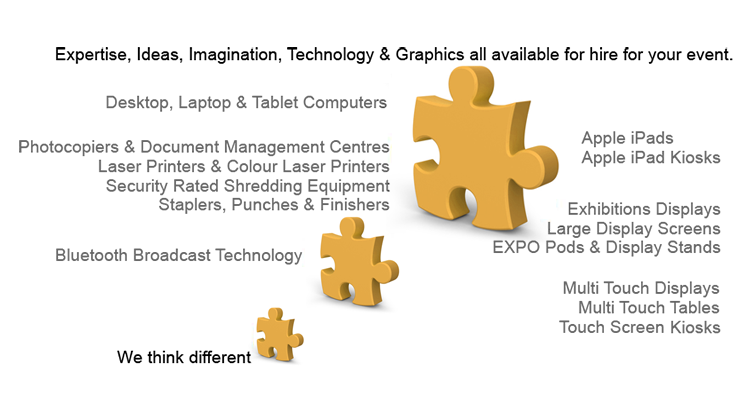 Expertise, Ideas, Imagination, Technology & Graphics all available for hire for your event.
Desktop, Laptop & Tablet Computers
Photocopiers & Document Management Centres
Laser Printers & Colour Laser Printers
Security Rated Shredding Equipment
Staplers, Punches & Finishers
Bluetooth Broadcast Technology
We think different
Apple iPads
Apple iPad Kiosks
Exhibitions Displays
Large Display Screens
EXPO Pods & Display Stands
Multi Touch Displays
Multi Touch Tables
Touch Screen Kiosks